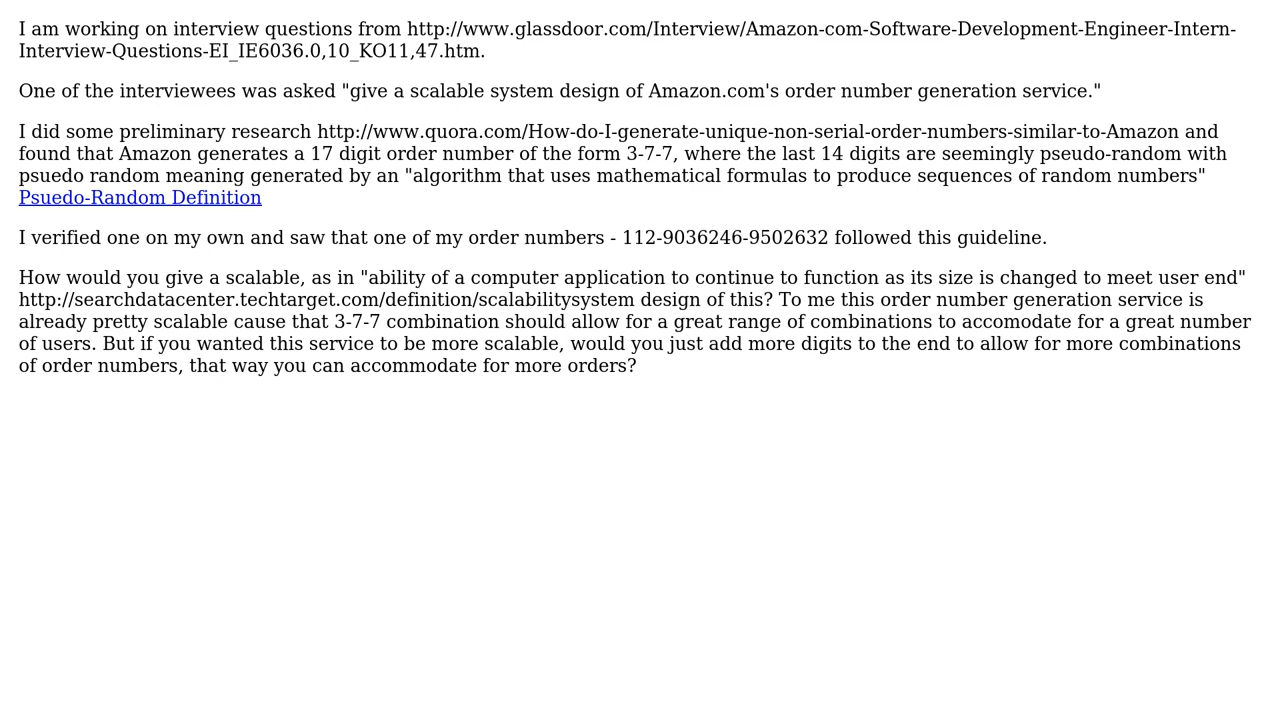 I am working on interview questions from http://www.glassdoor.com/Interview/Amazon-com-Software-Development-Engineer-Intern-
Interview-Questions-EI_IE6036.0,10_KO11,47.htm.
One of the interviewees was asked "give a scalable system design of Amazon.com's order number generation service."
I did some preliminary research http://www.quora.com/How-do-I-generate-unique-non-serial-order-numbers-similar-to-Amazon and
found that Amazon generates a 17 digit order number of the form 3-7-7, where the last 14 digits are seemingly pseudo-random with
psuedo random meaning generated by an "algorithm that uses mathematical formulas to produce sequences of random numbers"
Psuedo-Random Definition
I verified one on my own and saw that one of my order numbers - 112-9036246-9502632 followed this guideline.
How would you give a scalable, as in "ability of a computer application to continue to function as its size is changed to meet user end"
http://searchdatacenter.techtarget.com/definition/scalabilitysystem design of this? To me this order number generation service is
already pretty scalable cause that 3-7-7 combination should allow for a great range of combinations to accomodate for a great number
of users. But if you wanted this service to be more scalable, would you just add more digits to the end to allow for more combinations
of order numbers, that way you can accommodate for more orders?